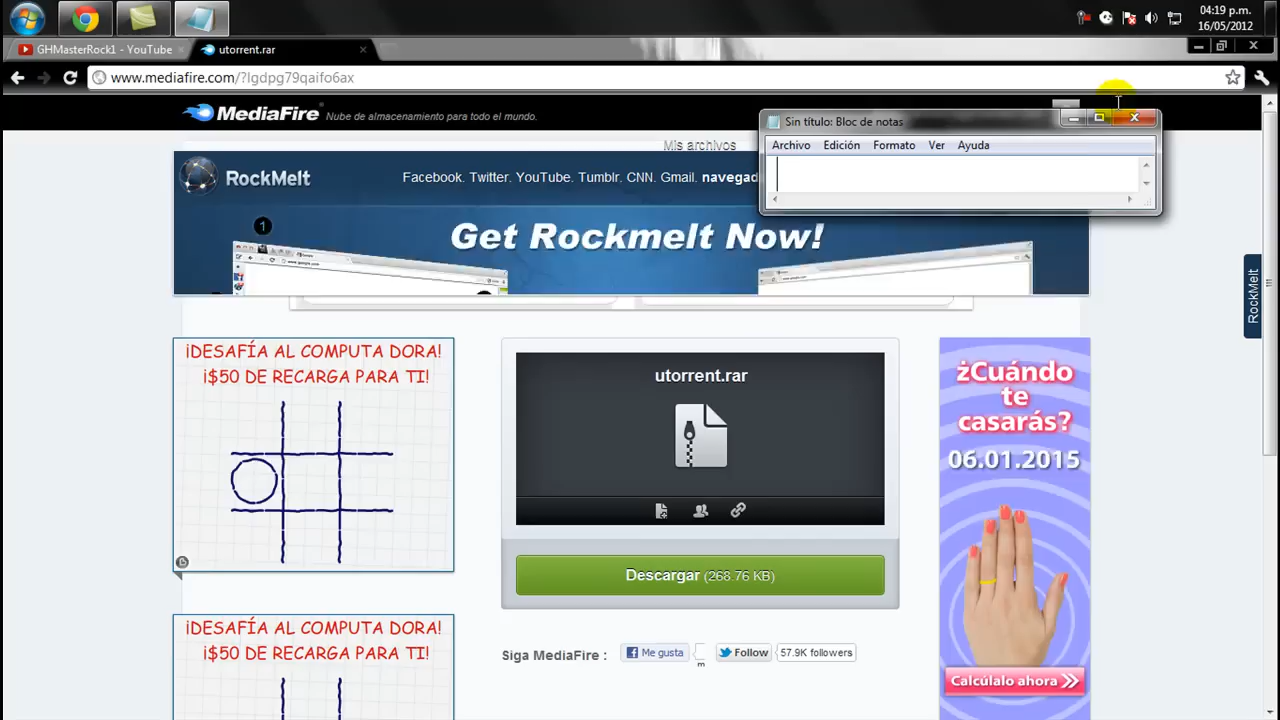 04:19 p.m.
16/05/2012
GHMasterRock1 - YouTube
utorrent.rar
www.mediafire.com/?lgdpg79qaifo6ax
MediaFire
Nube de almacenamiento para todo el mundo.
Sin título: Bloc de notas
Archivo Edición Formato Ver Ayuda
Mis archivos
RockMelt
Facebook. Twitter. YouTube. Tumblr. CNN. Gmail. navegad
1
Get Rockmelt Now!
RockMelt
¡DESAFÍA AL COMPUTA DORA!
¡$50 DE RECARGA PARA TI!
utorrent.rar
Descargar (268.76 KB)
¿Cuándo
te
casarás?
06.01.2015
Calcúlalo ahora
¡DESAFÍA AL COMPUTA DORA!
¡$50 DE RECARGA PARA TI!
Siga MediaFire :
Me gusta
m
Follow
57.9K followers